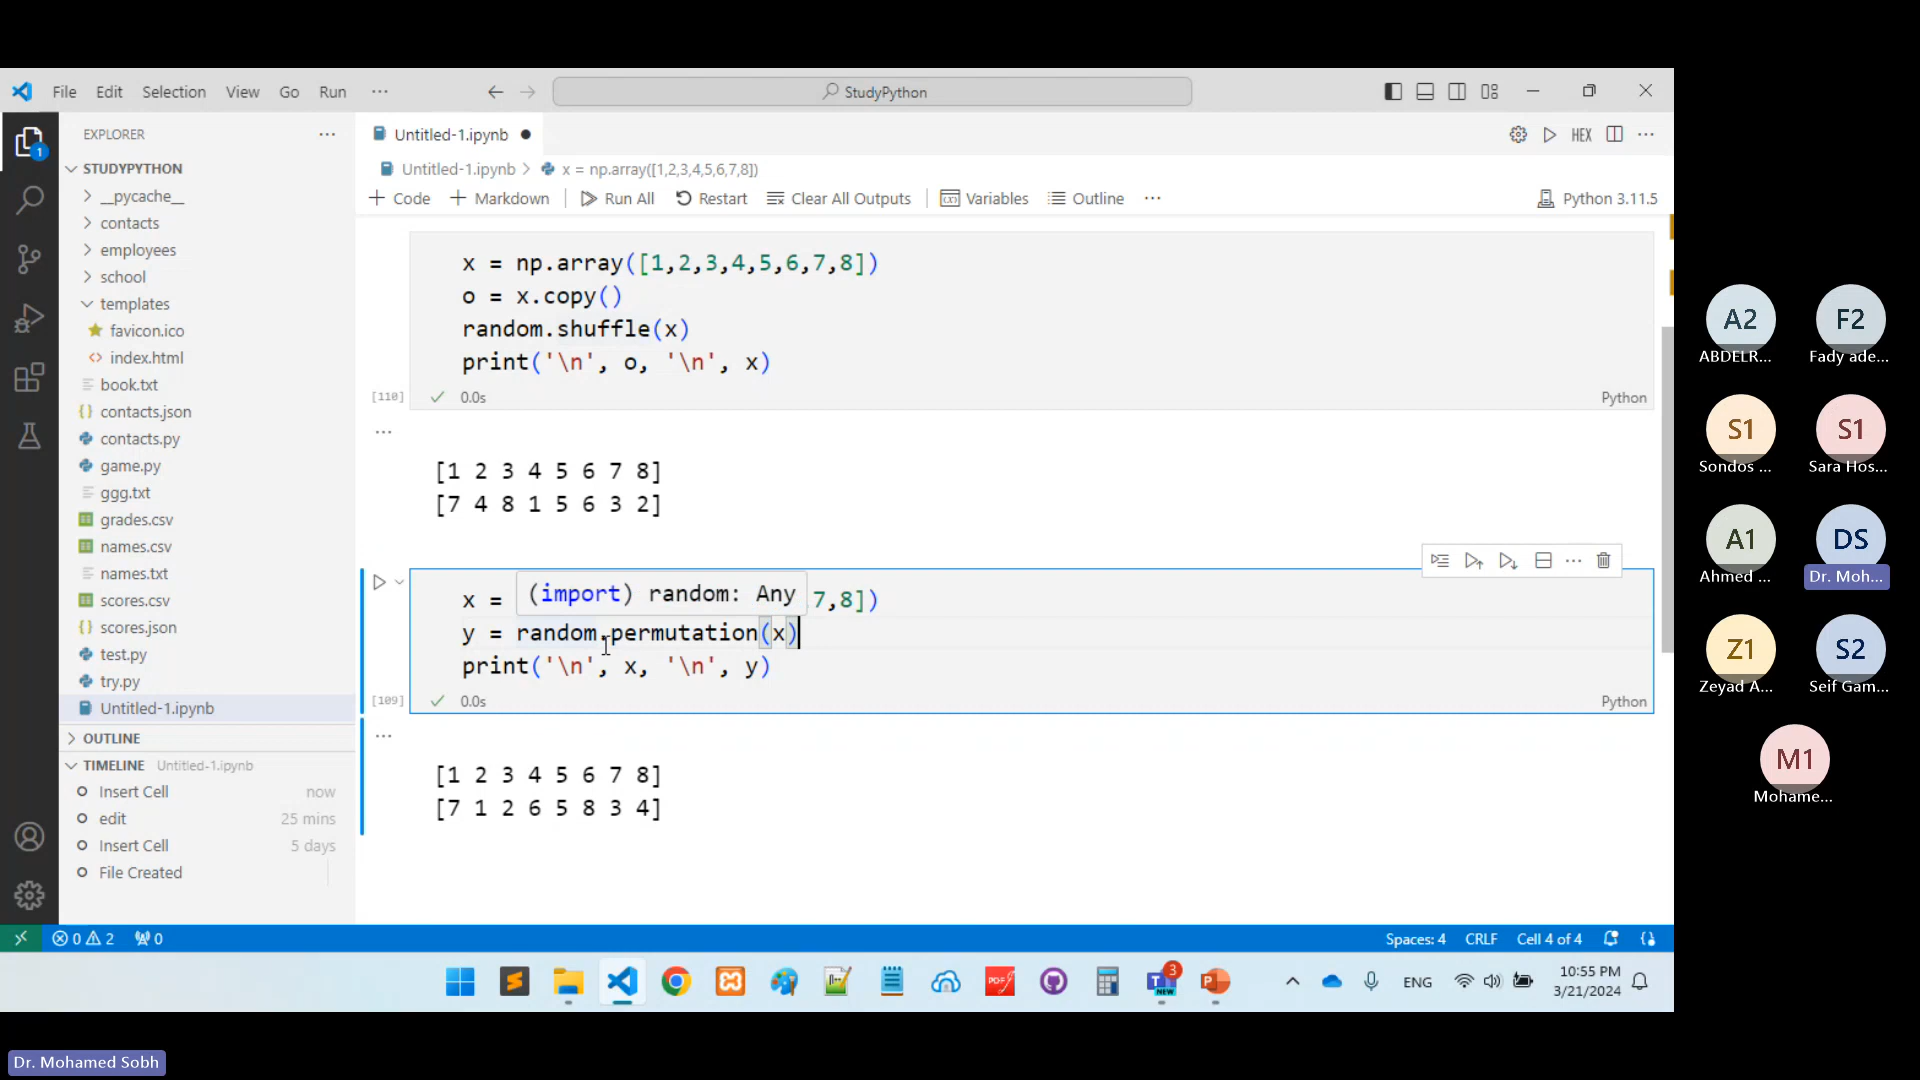 File Edit Selection View Go Run ···
StudyPython
EXPLORER ···
STUDYPYTHON
__pycache__
contacts
employees
school
templates
favicon.ico
index.html
book.txt
contacts.json
contacts.py
game.py
ggg.txt
grades.csv
names.csv
names.txt
scores.csv
scores.json
test.py
try.py
Untitled-1.ipynb
OUTLINE
TIMELINE Untitled-1.ipynb
Insert Cell now
edit 25 mins
Insert Cell 5 days
File Created
1
Untitled-1.ipynb ●
HEX ···
Untitled-1.ipynb > x = np.array([1,2,3,4,5,6,7,8])
+ Code + Markdown Run All Restart Clear All Outputs Variables Outline ··· Python 3.11.5
x = np.array([1,2,3,4,5,6,7,8])
o = x.copy()
random.shuffle(x)
print('\n', o, '\n', x)
[110] ✓ 0.0s Python
···
[1 2 3 4 5 6 7 8]
[7 4 8 1 5 6 3 2]
(import) random: Any
x = 7,8])
y = random.permutation(x)
print('\n', x, '\n', y)
[109] ✓ 0.0s Python
···
[1 2 3 4 5 6 7 8]
[7 1 2 6 5 8 3 4]
0 2 0
Spaces: 4 CRLF Cell 4 of 4
NEW 3
PDF
ENG
10:55 PM
3/21/2024
A2 F2
ABDELR... Fady ade...
S1 S1
Sondos ... Sara Hos...
A1 DS
Ahmed ... Dr. Moh...
Z1 S2
Zeyad A... Seif Gam...
M1
Mohame...
Dr. Mohamed Sobh